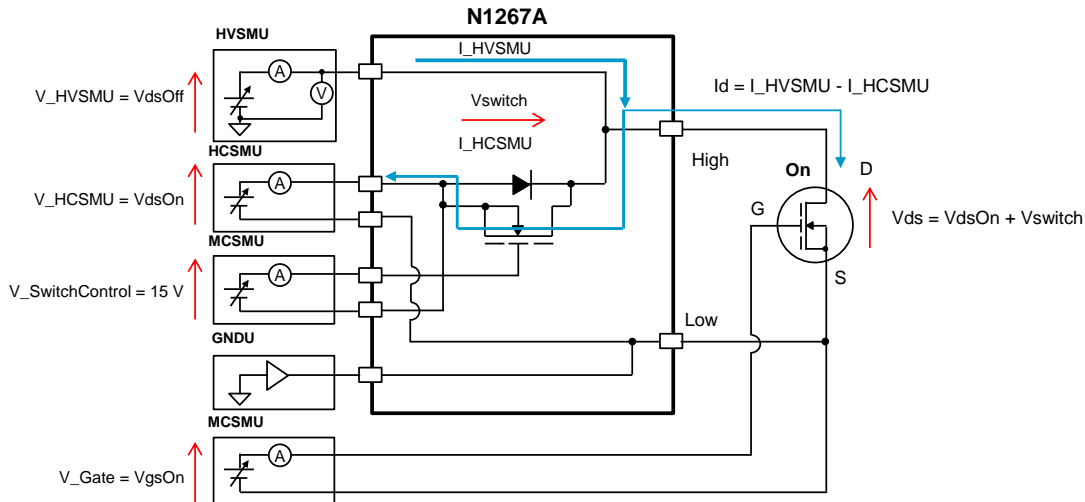 N1267A
HVSMU
I_HVSMU
A
V
V_HVSMU = VdsOff
Id = I_HVSMU - I_HCSMU
Vswitch
HCSMU
I_HCSMU
High
On
D
A
V_HCSMU = VdsOn
G
Vds = VdsOn + Vswitch
MCSMU
A
S
V_SwitchControl = 15 V
Low
GNDU
MCSMU
A
V_Gate = VgsOn